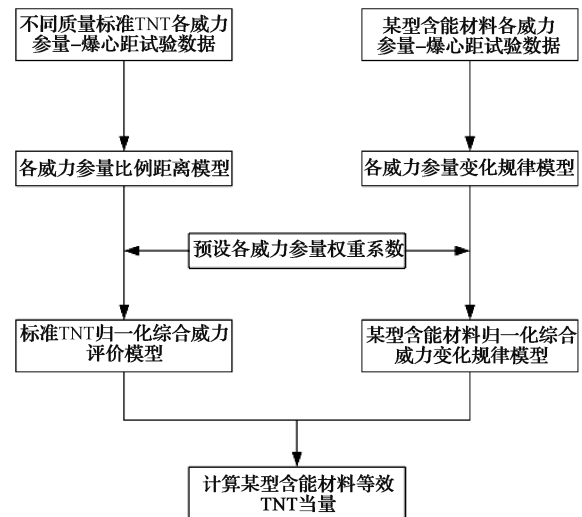 不同质量标准TNT各威力
参量–爆心距试验数据
某型含能材料各威力
参量–爆心距试验数据
各威力参量比例距离模型
各威力参量变化规律模型
预设各威力参量权重系数
标准TNT归一化综合威力
评价模型
某型含能材料归一化综合
威力变化规律模型
计算某型含能材料等效
TNT当量